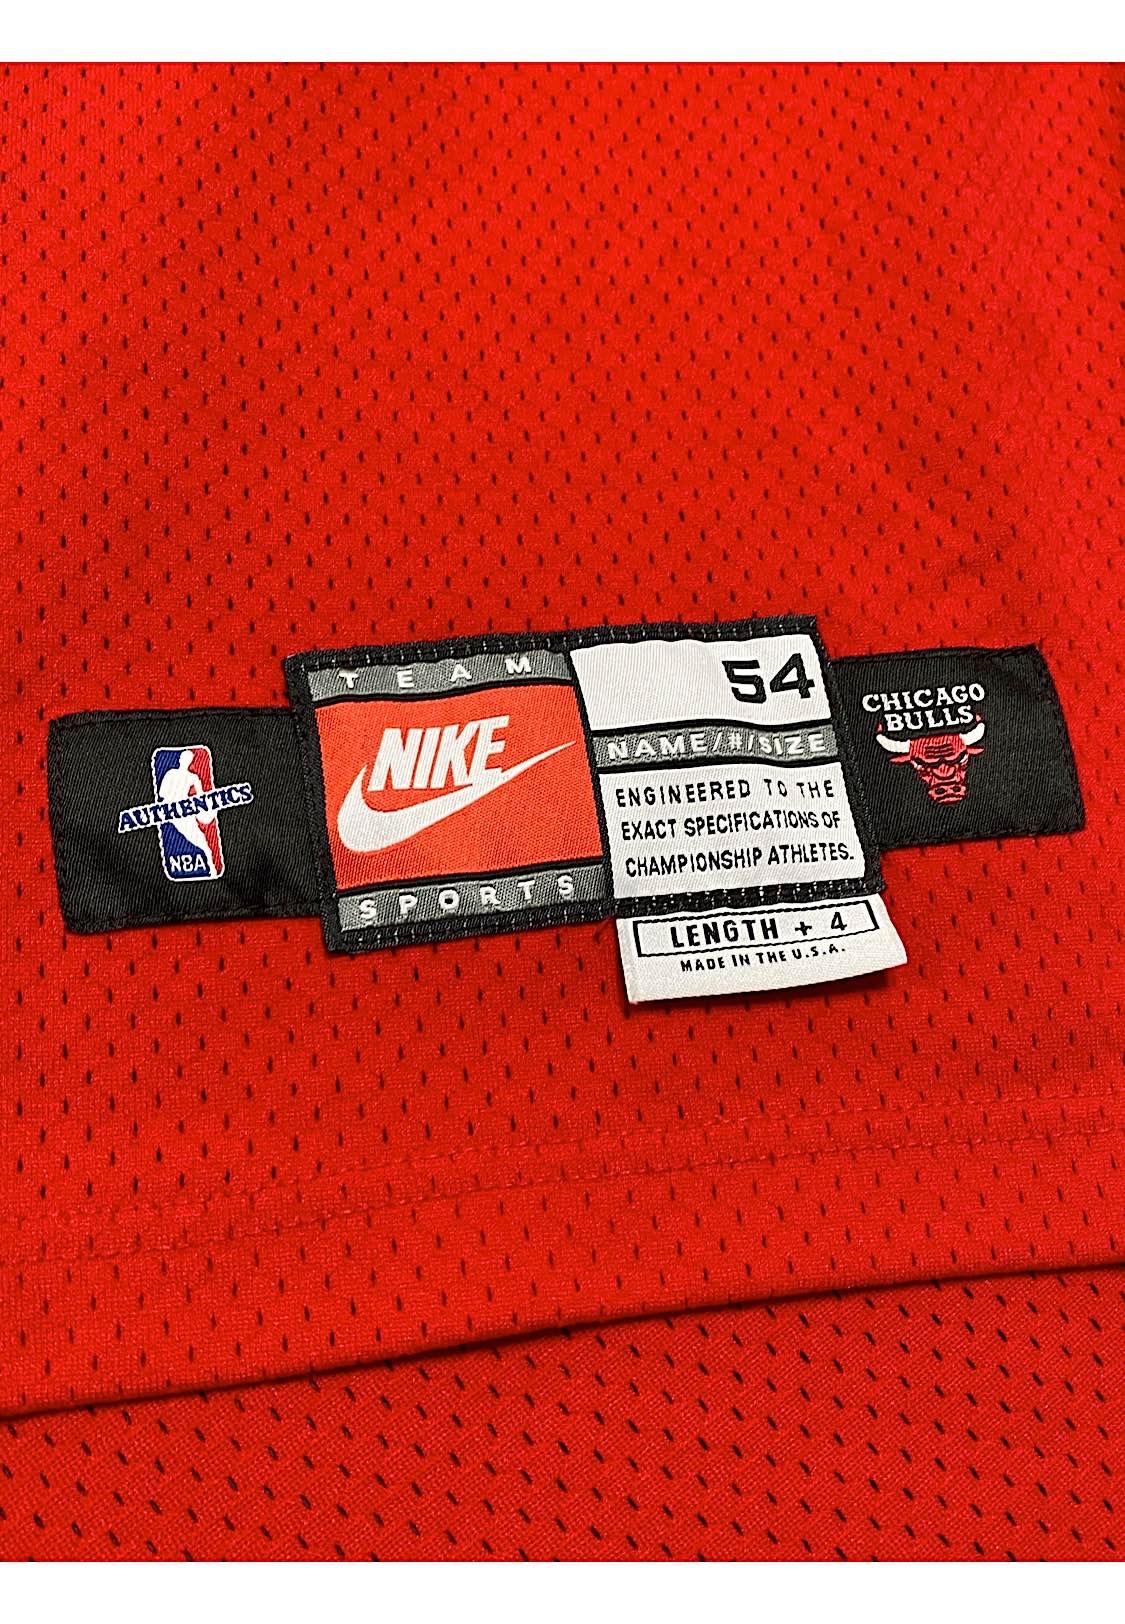 TEAM
NIKE
SPORTS
54
NAME/#/SIZE
ENGINEERED TO THE
EXACT SPECIFICATIONS OF
CHAMPIONSHIP ATHLETES.
LENGTH + 4
MADE IN THE U.S.A.
AUTHENTICS
NBA
CHICAGO
BULLS